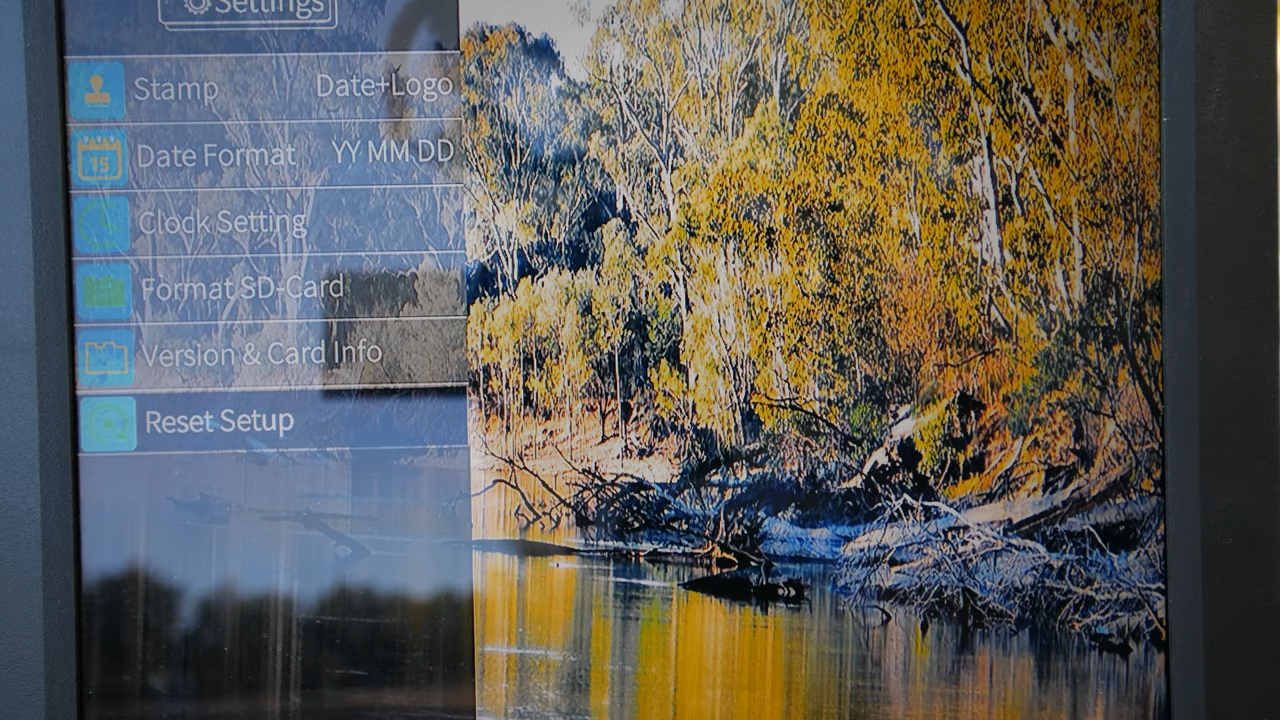 Settings
Stamp Date+Logo
Date Format YY MM DD
15
Clock Setting
Format SD-Card
Version & Card Info
Reset Setup